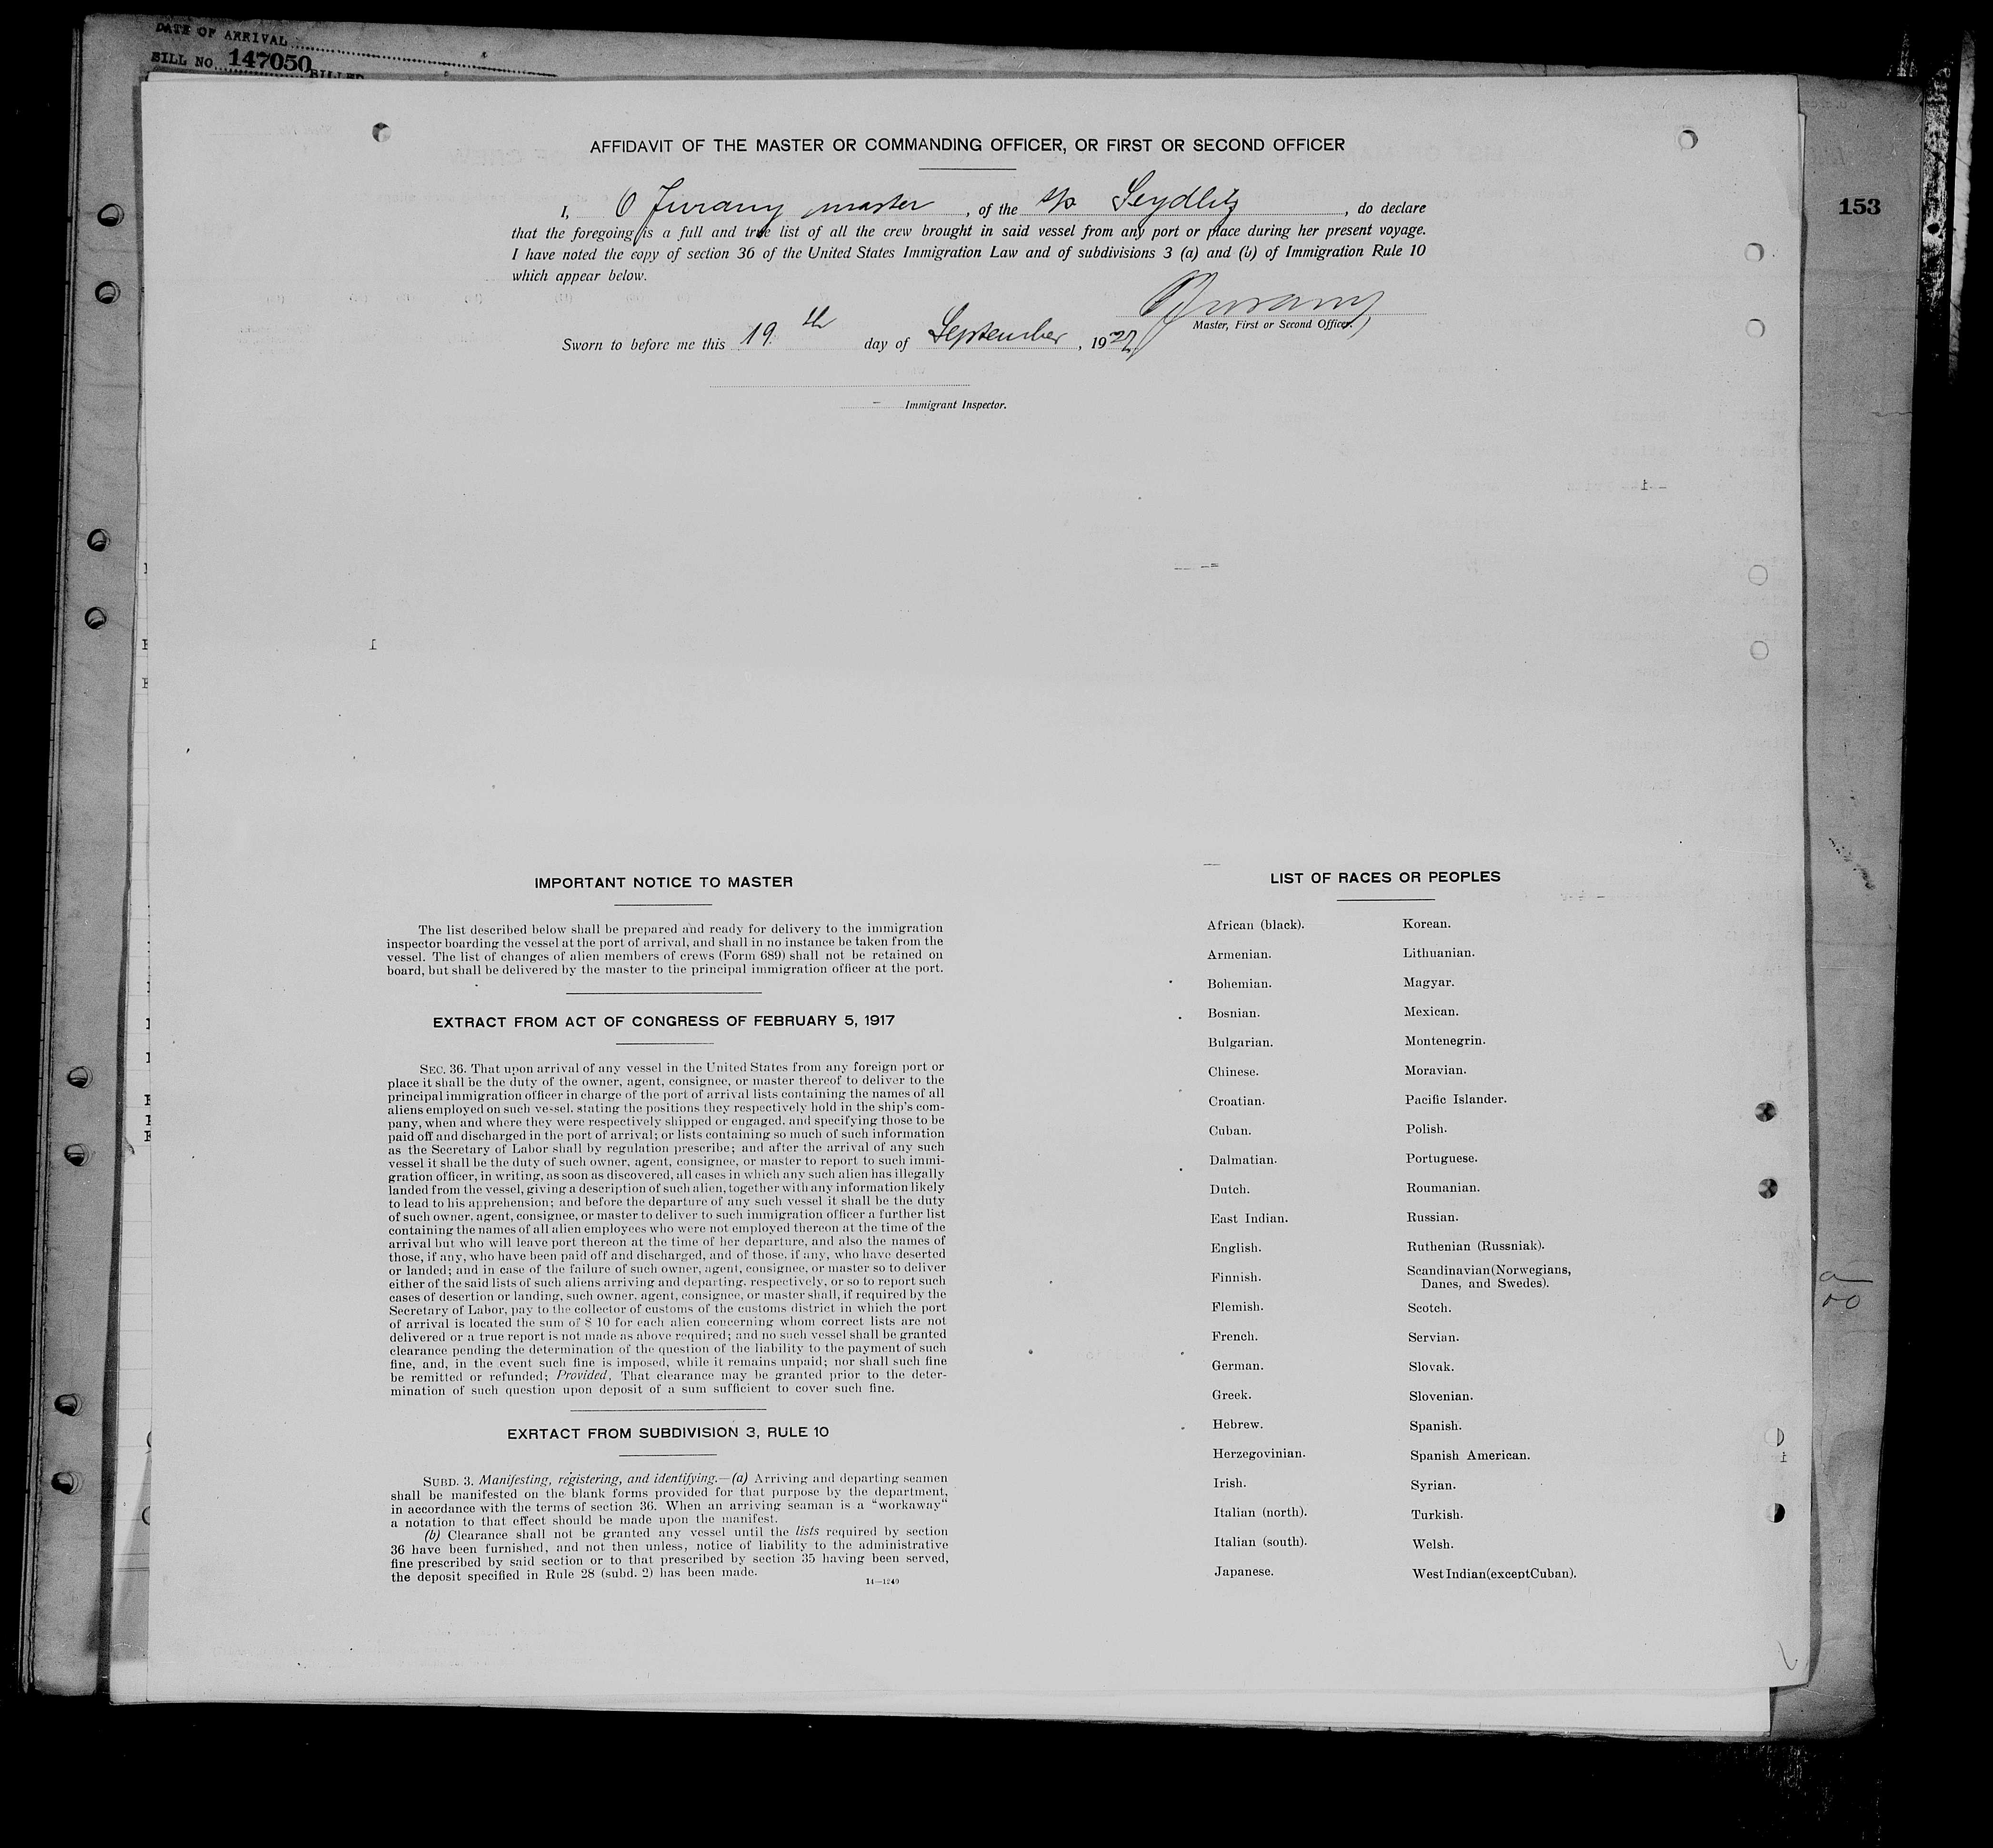 DATE OF ARRIVAL
BILL NO. 147050 BILLED
153
AFFIDAVIT OF THE MASTER OR COMMANDING OFFICER, OR FIRST OR SECOND OFFICER
I, O Jurany master, of the s/s Seydlitz, do declare
that the foregoing is a full and true list of all the crew brought in said vessel from any port or place during her present voyage.
I have noted the copy of section 36 of the United States Immigration Law and of subdivisions 3 (a) and (b) of Immigration Rule 10
which appear below.
Master, First or Second Officer.
Sworn to before me this 19th day of September, 19
Immigrant Inspector.
IMPORTANT NOTICE TO MASTER
The list described below shall be prepared and ready for delivery to the immigration
inspector boarding the vessel at the port of arrival, and shall in no instance be taken from the
vessel. The list of changes of alien members of crews (Form 689) shall not be retained on
board, but shall be delivered by the master to the principal immigration officer at the port.
EXTRACT FROM ACT OF CONGRESS OF FEBRUARY 5, 1917
SEC. 36. That upon arrival of any vessel in the United States from any foreign port or
place it shall be the duty of the owner, agent, consignee, or master thereof to deliver to the
principal immigration officer in charge of the port of arrival lists containing the names of all
aliens employed on such vessel, stating the positions they respectively hold in the ship's com-
pany, when and where they were respectively shipped or engaged, and specifying those to be
paid off and discharged in the port of arrival; or lists containing so much of such information
as the Secretary of Labor shall by regulation prescribe; and after the arrival of any such
vessel it shall be the duty of such owner, agent, consignee, or master to report to such immi-
gration officer, in writing, as soon as discovered, all cases in which any such alien has illegally
landed from the vessel, giving a description of such alien, together with any information likely
to lead to his apprehension; and before the departure of any such vessel it shall be the duty
of such owner, agent, consignee, or master to deliver to such immigration officer a further list
containing the names of all alien employees who were not employed thereon at the time of the
arrival but who will leave port thereon at the time of her departure, and also the names of
those, if any, who have been paid off and discharged, and of those, if any, who have deserted
or landed; and in case of the failure of such owner, agent, consignee, or master so to deliver
either of the said lists of such aliens arriving and departing, respectively, or so to report such
cases of desertion or landing, such owner, agent, consignee, or master shall, if required by the
Secretary of Labor, pay to the collector of customs of the customs district in which the port
of arrival is located the sum of $ 10 for each alien concerning whom correct lists are not
delivered or a true report is not made as above required; and no such vessel shall be granted
clearance pending the determination of the question of the liability to the payment of such
fine, and, in the event such fine is imposed, while it remains unpaid; nor shall such fine
be remitted or refunded; Provided, That clearance may be granted prior to the deter-
mination of such question upon deposit of a sum sufficient to cover such fine.
EXRTACT FROM SUBDIVISION 3, RULE 10
SUBD. 3. Manifesting, registering, and identifying.—(a) Arriving and departing seamen
shall be manifested on the blank forms provided for that purpose by the department,
in accordance with the terms of section 36. When an arriving seaman is a "workaway"
a notation to that effect should be made upon the manifest.
(b) Clearance shall not be granted any vessel until the lists required by section
36 have been furnished, and not then unless, notice of liability to the administrative
fine prescribed by said section or to that prescribed by section 35 having been served,
the deposit specified in Rule 28 (subd. 2) has been made.
14—1240
LIST OF RACES OR PEOPLES
African (black).
Armenian.
Bohemian.
Bosnian.
Bulgarian.
Chinese.
Croatian.
Cuban.
Dalmatian.
Dutch.
East Indian.
English.
Finnish.
Flemish.
French.
German.
Greek.
Hebrew.
Herzegovinian.
Irish.
Italian (north).
Italian (south).
Japanese.
Korean.
Lithuanian.
Magyar.
Mexican.
Montenegrin.
Moravian.
Pacific Islander.
Polish.
Portuguese.
Roumanian.
Russian.
Ruthenian (Russniak).
Scandinavian(Norwegians,
Danes, and Swedes).
Scotch.
Servian.
Slovak.
Slovenian.
Spanish.
Spanish American.
Syrian.
Turkish.
Welsh.
West Indian(exceptCuban).